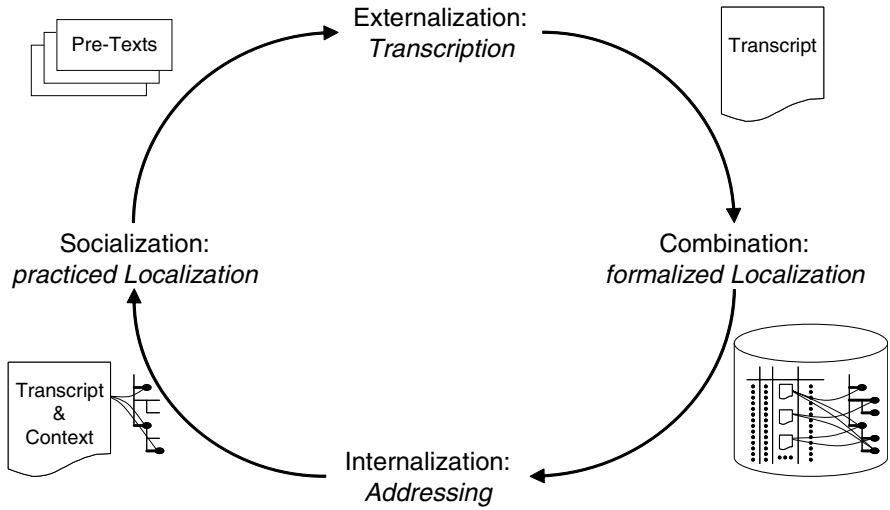 Externalization:
Transcription
Pre-Texts
Transcript
Socialization:
practiced Localization
Combination:
formalized Localization
Transcript
&
Context
Internalization:
Addressing